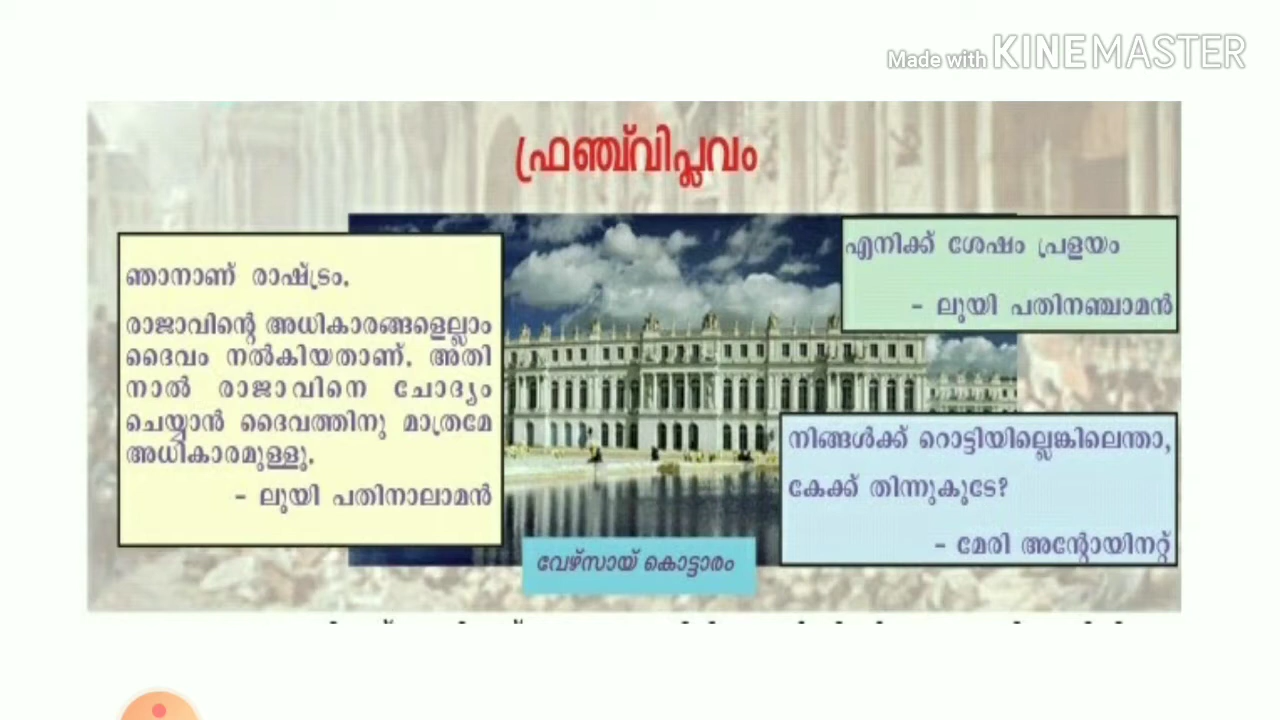 Made with KINEMASTER
ഫ്രഞ്ച്‌വിപ്ലവം
ഞാനാണ് രാഷ്ട്രം.
രാജാവിന്റെ അധികാരങ്ങളെല്ലാം
ദൈവം നൽകിയതാണ്. അതി
നാൽ രാജാവിനെ ചോദ്യം
ചെയ്യാൻ ദൈവത്തിനു മാത്രമേ
അധികാരമുള്ളൂ.
- ലൂയി പതിനാലാമൻ
എനിക്ക് ശേഷം പ്രളയം
- ലൂയി പതിനഞ്ചാമൻ
നിങ്ങൾക്ക് റൊട്ടിയില്ലെങ്കിലെന്താ,
കേക്ക് തിന്നുകൂടേ?
- മേരി അന്റോയിനറ്റ്
വേഴ്സായ് കൊട്ടാരം